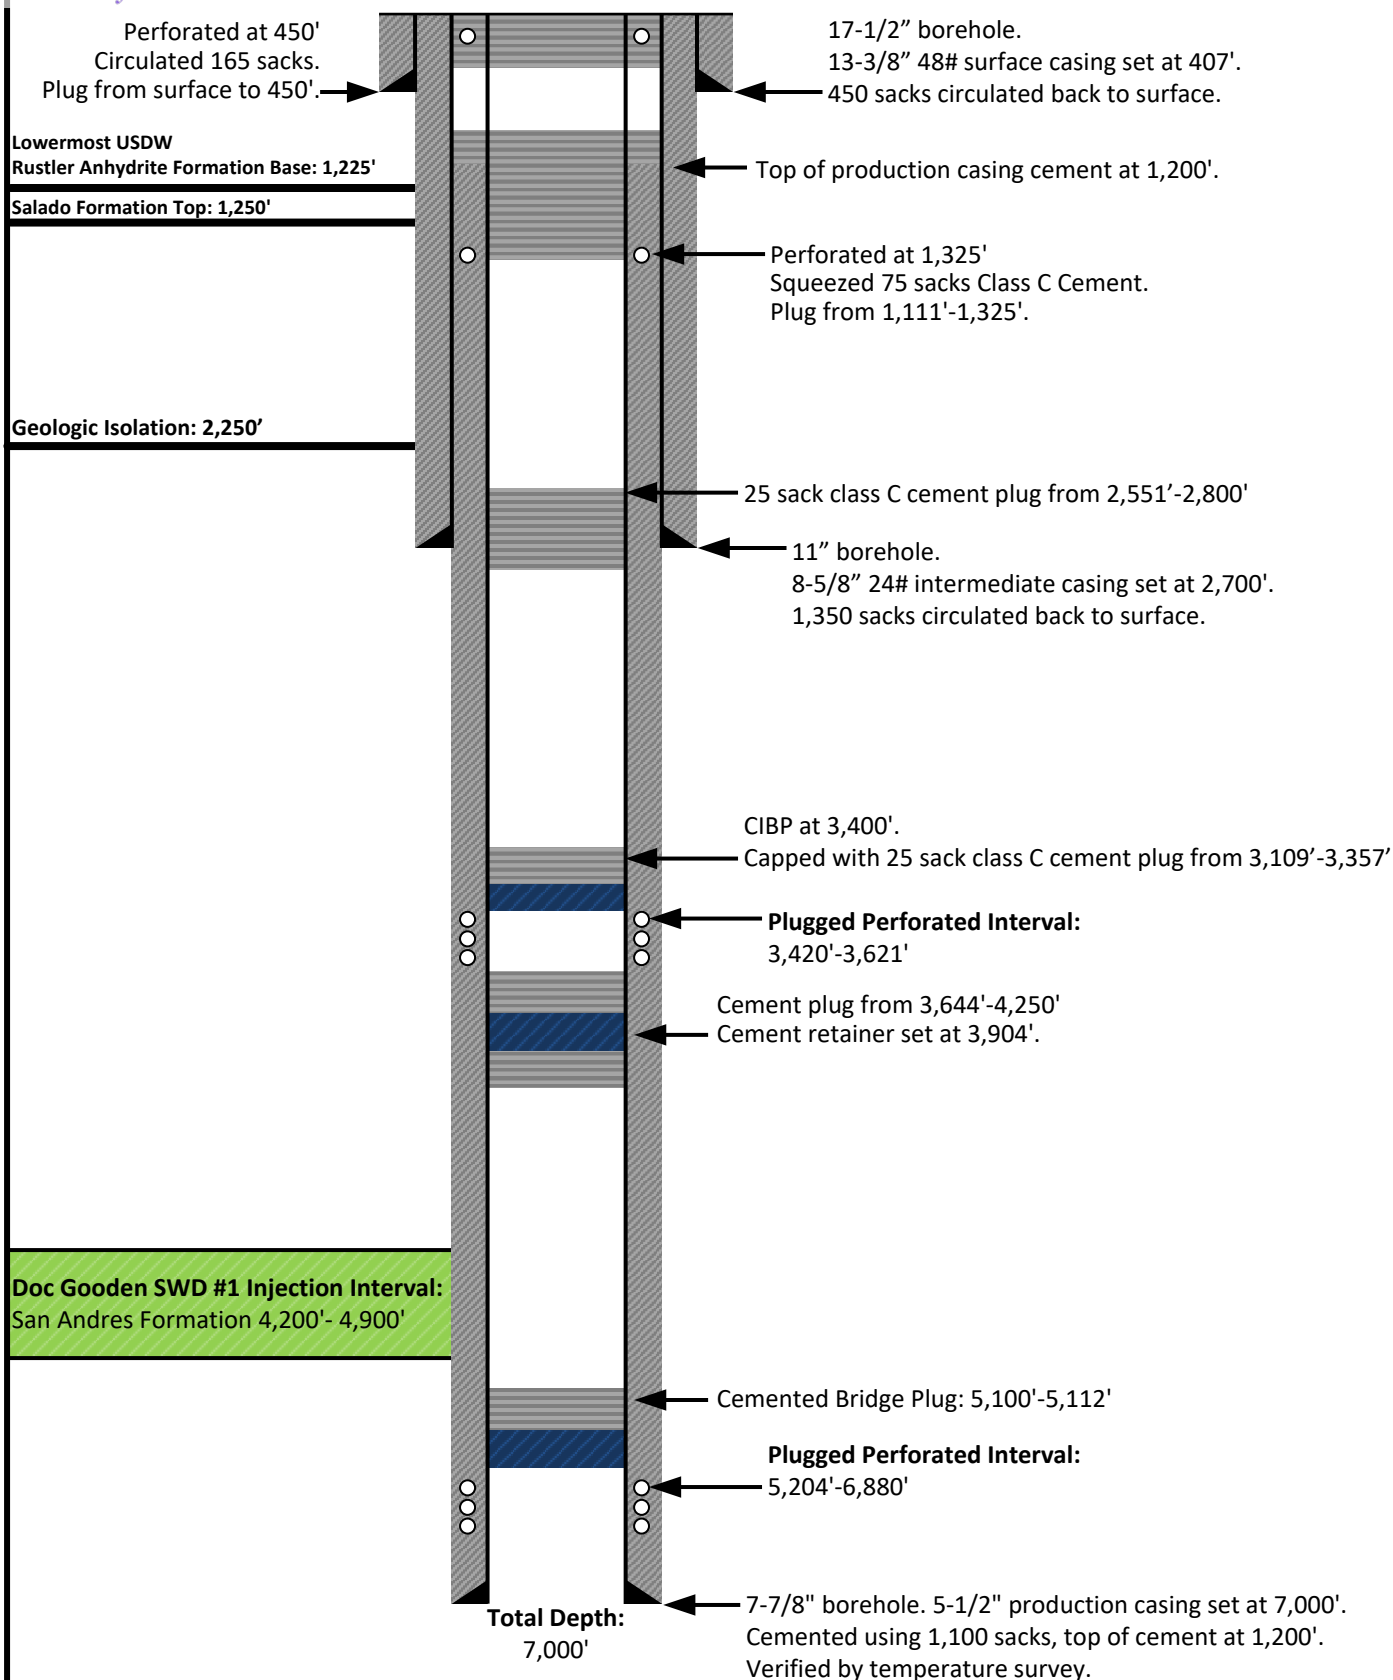 Perforated at 450'
Circulated 165 sacks.
Plug from surface to 450'.
17-1/2” borehole.
13-3/8” 48# surface casing set at 407'.
450 sacks circulated back to surface.
Lowermost USDW
Rustler Anhydrite Formation Base: 1,225'
Top of production casing cement at 1,200'.
Salado Formation Top: 1,250'
Perforated at 1,325'
Squeezed 75 sacks Class C Cement.
Plug from 1,111'-1,325'.
Geologic Isolation: 2,250’
25 sack class C cement plug from 2,551’-2,800'
11” borehole.
8-5/8” 24# intermediate casing set at 2,700'.
1,350 sacks circulated back to surface.
CIBP at 3,400'.
Capped with 25 sack class C cement plug from 3,109’-3,357’
Plugged Perforated Interval:
3,420'-3,621'
Cement plug from 3,644'-4,250'
Cement retainer set at 3,904'.
Doc Gooden SWD #1 Injection Interval:
San Andres Formation 4,200'- 4,900'
Cemented Bridge Plug: 5,100'-5,112'
Plugged Perforated Interval:
5,204'-6,880'
Total Depth:
7,000'
7-7/8" borehole. 5-1/2" production casing set at 7,000'.
Cemented using 1,100 sacks, top of cement at 1,200'.
Verified by temperature survey.